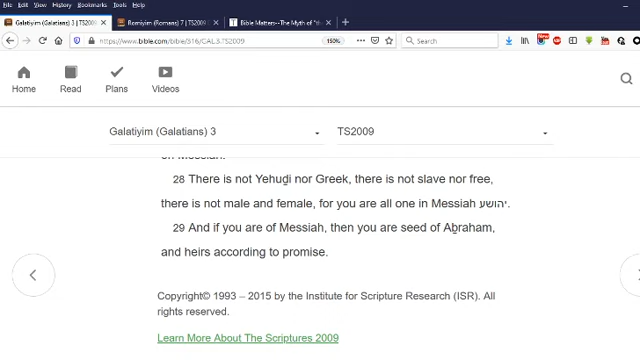 File Edit View History Bookmarks Tools Help
Galatiyim (Galatians) 3 | TS2009
Romiyim (Romans) 7 | TS2009
Bible Matters--The Myth of "th
https://www.bible.com/bible/316/GAL.3.TS2009
150%
Search
New
Home Read Plans Videos
Galatiyim (Galatians) 3
TS2009
on Messiah.
28 There is not Yehuḏi nor Greek, there is not slave nor free,
there is not male and female, for you are all one in Messiah יהושע.
29 And if you are of Messiah, then you are seed of Aḇraham,
and heirs according to promise.
Copyright© 1993 – 2015 by the Institute for Scripture Research (ISR). All
rights reserved.
Learn More About The Scriptures 2009